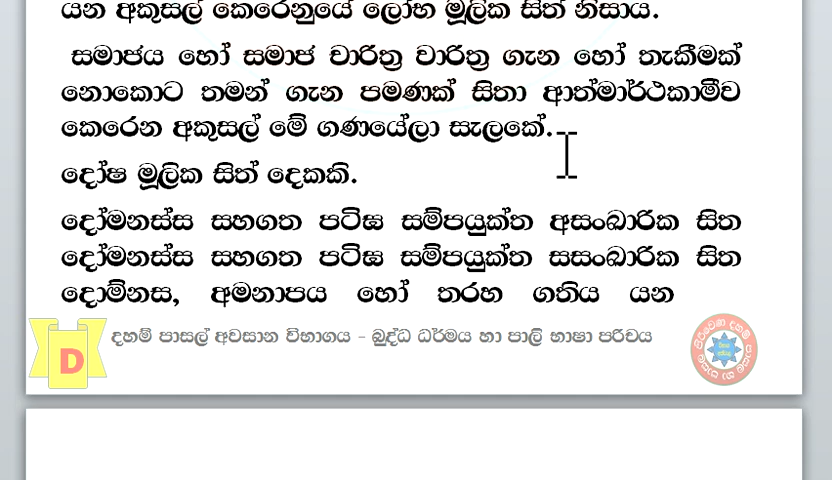 යන අකුසල් කෙරෙනුයේ ලෝභ මූලික සිත් නිසාය.
සමාජය හෝ සමාජ චාරිත්‍ර වාරිත්‍ර ගැන හෝ තැකීමක්
නොකොට තමන් ගැන පමණක් සිතා ආත්මාර්ථකාමීව
කෙරෙන අකුසල් මේ ගණයේලා සැලකේ.
දෝෂ මූලික සිත් දෙකකි.
දෝමනස්ස සහගත පටිඝ සම්පයුක්ත අසංඛාරික සිත
දෝමනස්ස සහගත පටිඝ සම්පයුක්ත සසංඛාරික සිත
දොම්නස, අමනාපය හෝ තරහ ගතිය යන
D
දහම් පාසල් අවසාන විභාගය - බුද්ධ ධර්මය හා පාලි භාෂා පරිචය